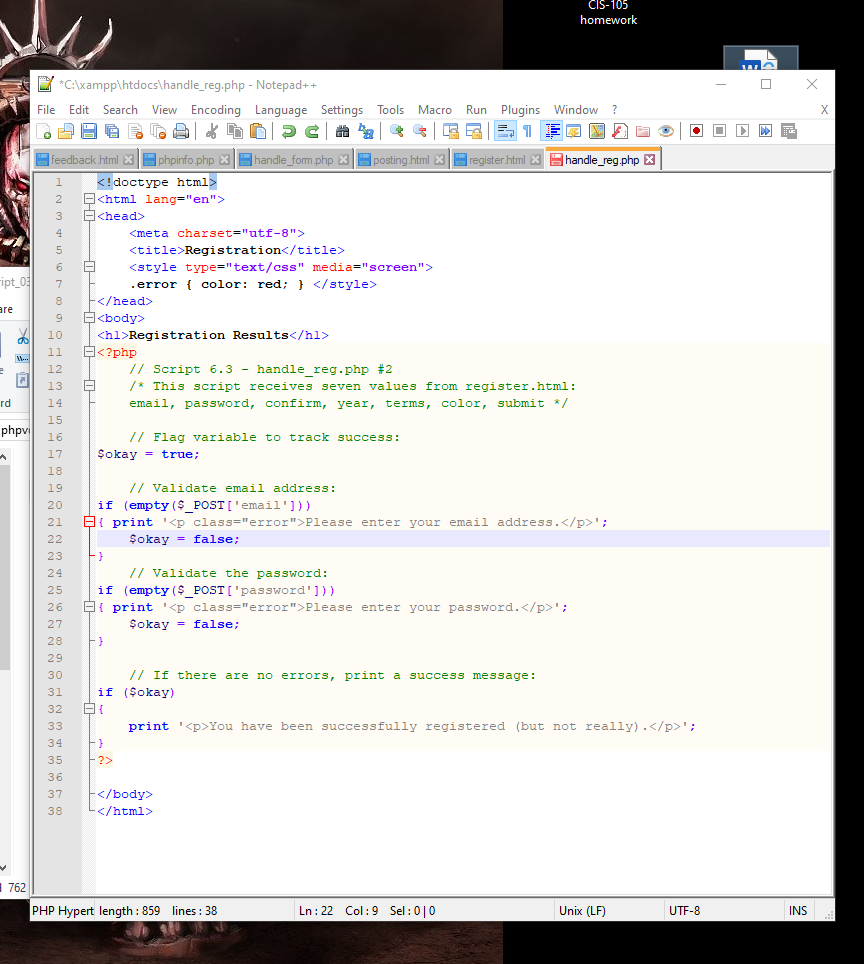 CIS-105
homework
*C:\xampp\htdocs\handle_reg.php - Notepad++
File Edit Search View Encoding Language Settings Tools Macro Run Plugins Window ? X
feedback.html phpinfo.php handle_form.php posting.html register.html handle_reg.php
1 <!doctype html>
2 <html lang="en">
3 <head>
4 <meta charset="utf-8">
5 <title>Registration</title>
6 <style type="text/css" media="screen">
7 .error { color: red; } </style>
8 </head>
9 <body>
10 <h1>Registration Results</h1>
11 <?php
12 // Script 6.3 - handle_reg.php #2
13 /* This script receives seven values from register.html:
14 email, password, confirm, year, terms, color, submit */
15
16 // Flag variable to track success:
17 $okay = true;
18
19 // Validate email address:
20 if (empty($_POST['email']))
21 { print '<p class="error">Please enter your email address.</p>';
22 $okay = false;
23 }
24 // Validate the password:
25 if (empty($_POST['password']))
26 { print '<p class="error">Please enter your password.</p>';
27 $okay = false;
28 }
29
30 // If there are no errors, print a success message:
31 if ($okay)
32 {
33 print '<p>You have been successfully registered (but not really).</p>';
34 }
35 ?>
36
37 </body>
38 </html>
762
PHP Hypert length : 859 lines : 38 Ln : 22 Col : 9 Sel : 0 | 0 Unix (LF) UTF-8 INS